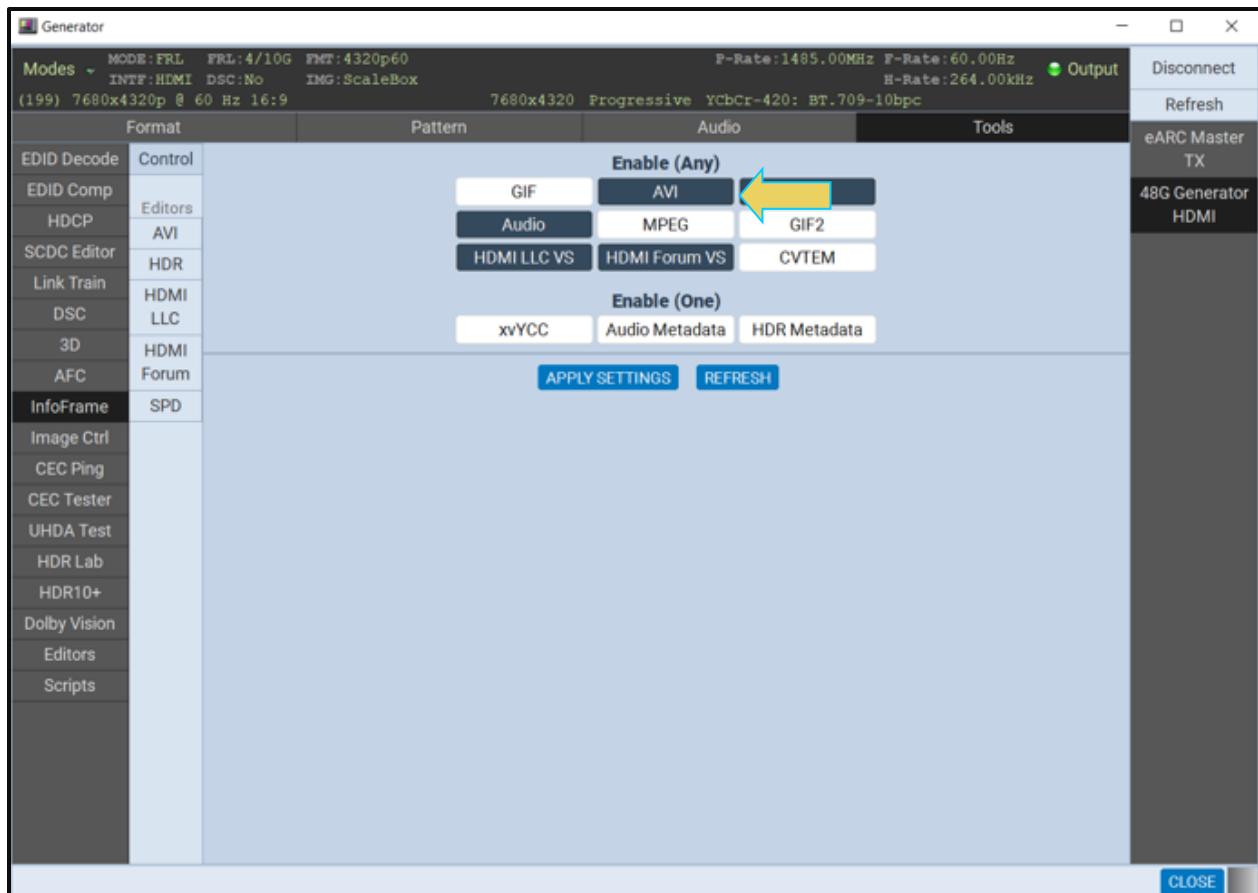 Generator
Modes
MODE:FRL FRL:4/10G FMT:4320p60
INTF:HDMI DSC:No IMG:ScaleBox
P-Rate:1485.00MHz F-Rate:60.00Hz
H-Rate:264.00kHz
Output
(199) 7680x4320p @ 60 Hz 16:9
7680x4320 Progressive YCbCr-420: BT.709-10bpc
Disconnect
Refresh
eARC Master
TX
48G Generator
HDMI
Format Pattern Audio Tools
EDID Decode
EDID Comp
HDCP
SCDC Editor
Link Train
DSC
3D
AFC
InfoFrame
Image Ctrl
CEC Ping
CEC Tester
UHDA Test
HDR Lab
HDR10+
Dolby Vision
Editors
Scripts
Control
Editors
AVI
HDR
HDMI
LLC
HDMI
Forum
SPD
Enable (Any)
GIF AVI
Audio MPEG GIF2
HDMI LLC VS HDMI Forum VS CVTEM
Enable (One)
xvYCC Audio Metadata HDR Metadata
APPLY SETTINGS REFRESH
CLOSE